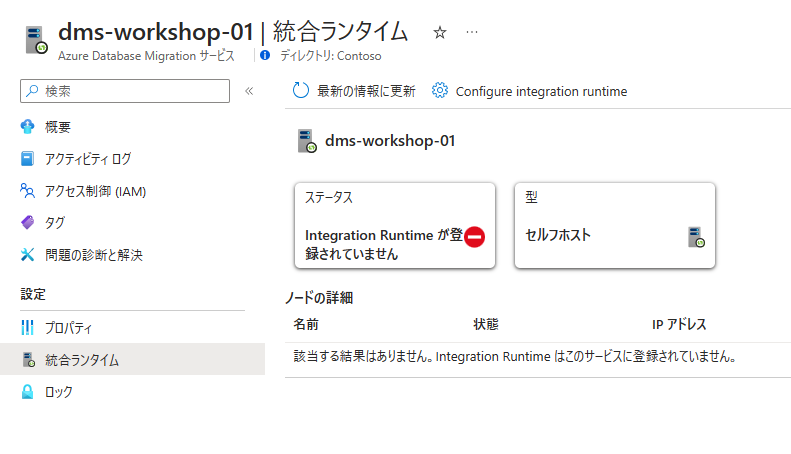 dms-workshop-01 | 統合ランタイム ☆ …
Azure Database Migration サービス ディレクトリ: Contoso
検索 «
最新の情報に更新 Configure integration runtime
概要
アクティビティ ログ
アクセス制御 (IAM)
タグ
問題の診断と解決
設定
プロパティ
統合ランタイム
ロック
dms-workshop-01
ステータス
Integration Runtime が登
録されていません
型
セルフホスト
ノードの詳細
名前 状態 IP アドレス
該当する結果はありません。Integration Runtime はこのサービスに登録されていません。